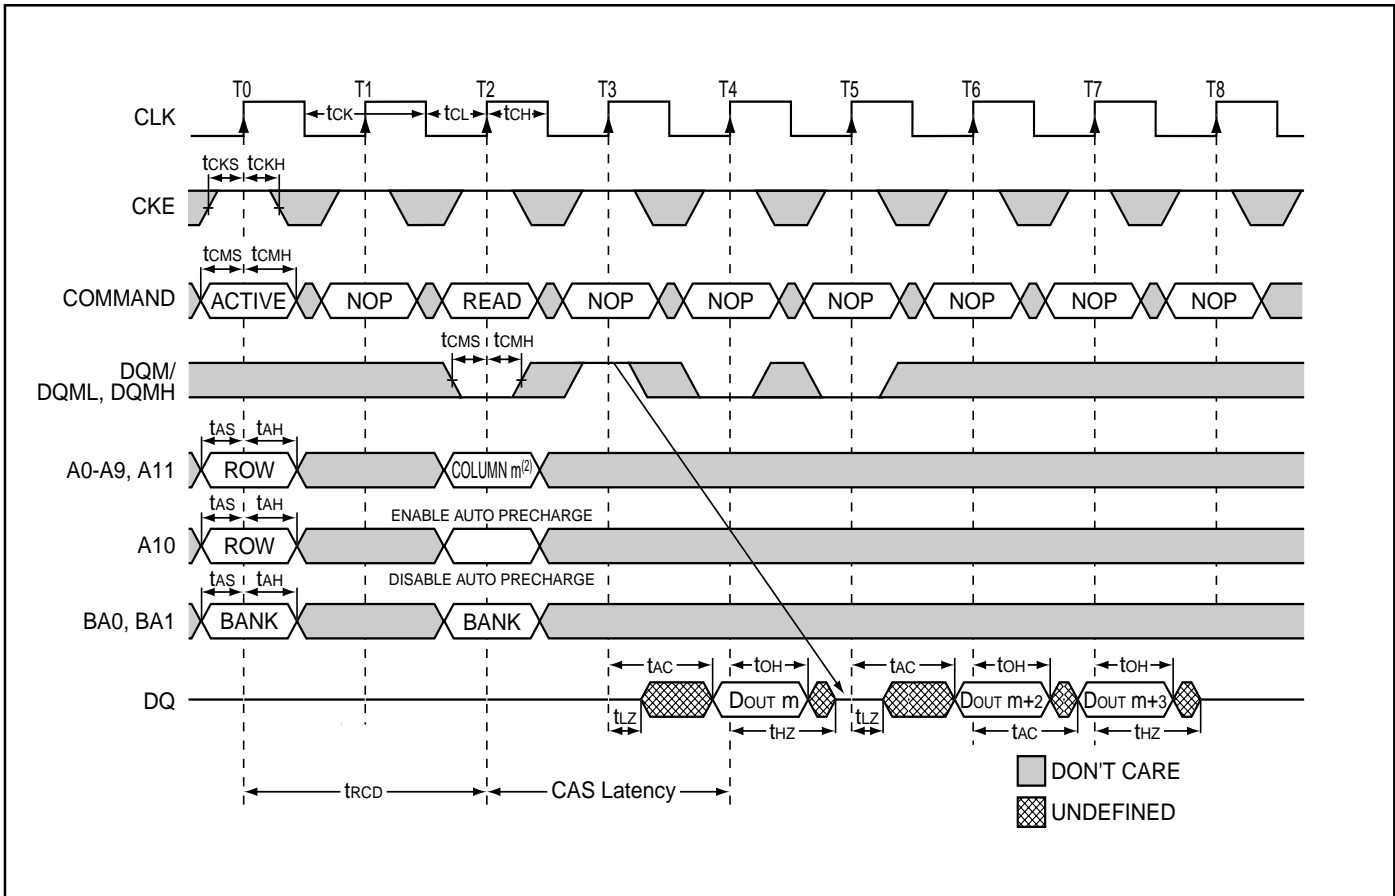 T0 T1 T2 T3 T4 T5 T6 T7 T8
CLK tCK tCL tCH
tCKS tCKH
CKE
tCMS tCMH
COMMAND ACTIVE NOP READ NOP NOP NOP NOP NOP NOP
tCMS tCMH
DQM/
DQML, DQMH
tAS tAH
A0-A9, A11 ROW COLUMN m(2)
tAS tAH ENABLE AUTO PRECHARGE
A10 ROW
tAS tAH DISABLE AUTO PRECHARGE
BA0, BA1 BANK BANK
tAC tOH tAC tOH tOH
DQ DOUT m DOUT m+2 DOUT m+3
tLZ tHZ tLZ tAC tHZ
DON'T CARE
tRCD CAS Latency
UNDEFINED